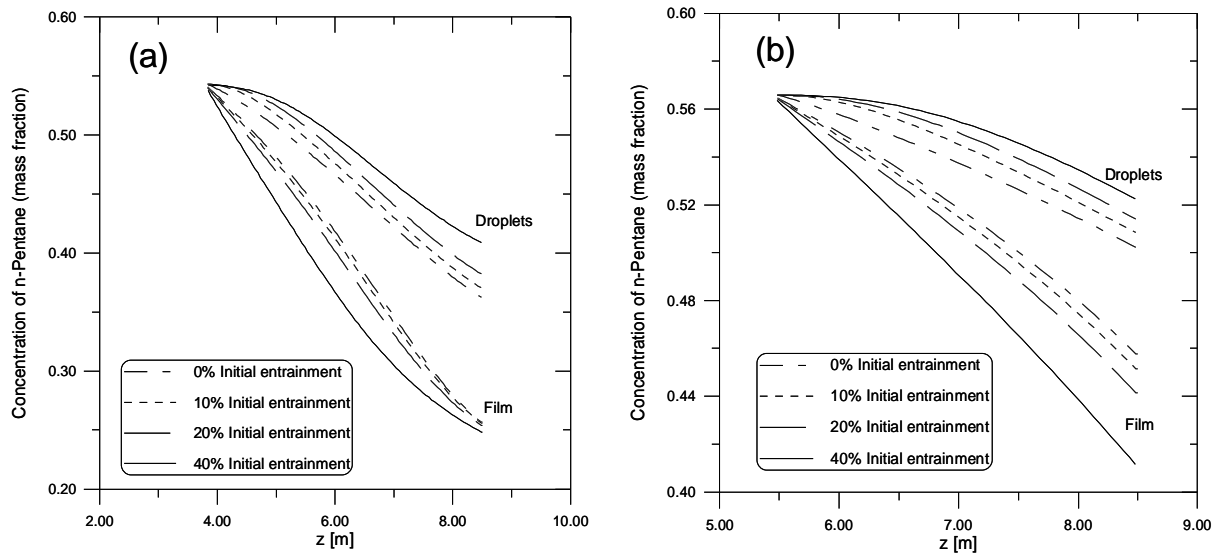 (a)
Concentration of n-Pentane (mass fraction)
0.60
0.50
0.40
0.30
0.20
Droplets
Film
0% Initial entrainment
10% Initial entrainment
20% Initial entrainment
40% Initial entrainment
2.00
4.00
6.00
8.00
10.00
z [m]
(b)
Concentration of n-Pentane (mass fraction)
0.60
0.56
0.52
0.48
0.44
0.40
Droplets
Film
0% Initial entrainment
10% Initial entrainment
20% Initial entrainment
40% Initial entrainment
5.00
6.00
7.00
8.00
9.00
z [m]